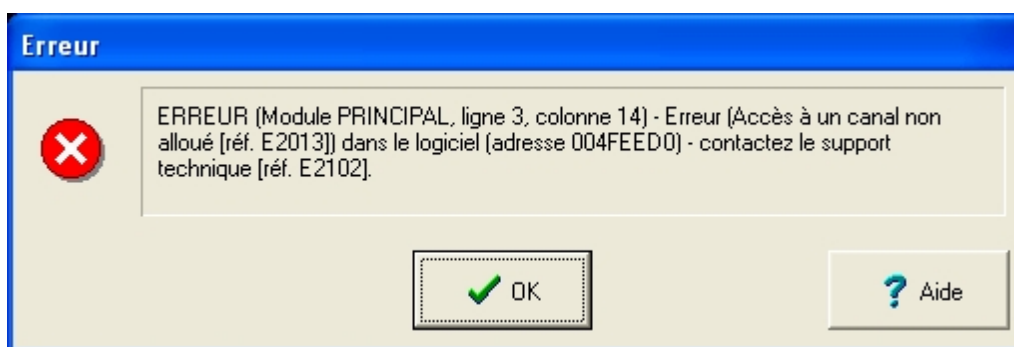 Erreur
ERREUR (Module PRINCIPAL, ligne 3, colonne 14) - Erreur (Accès à un canal non
alloué [réf. E2013]) dans le logiciel (adresse 004FEED0) - contactez le support
technique [réf. E2102].
OK
? Aide